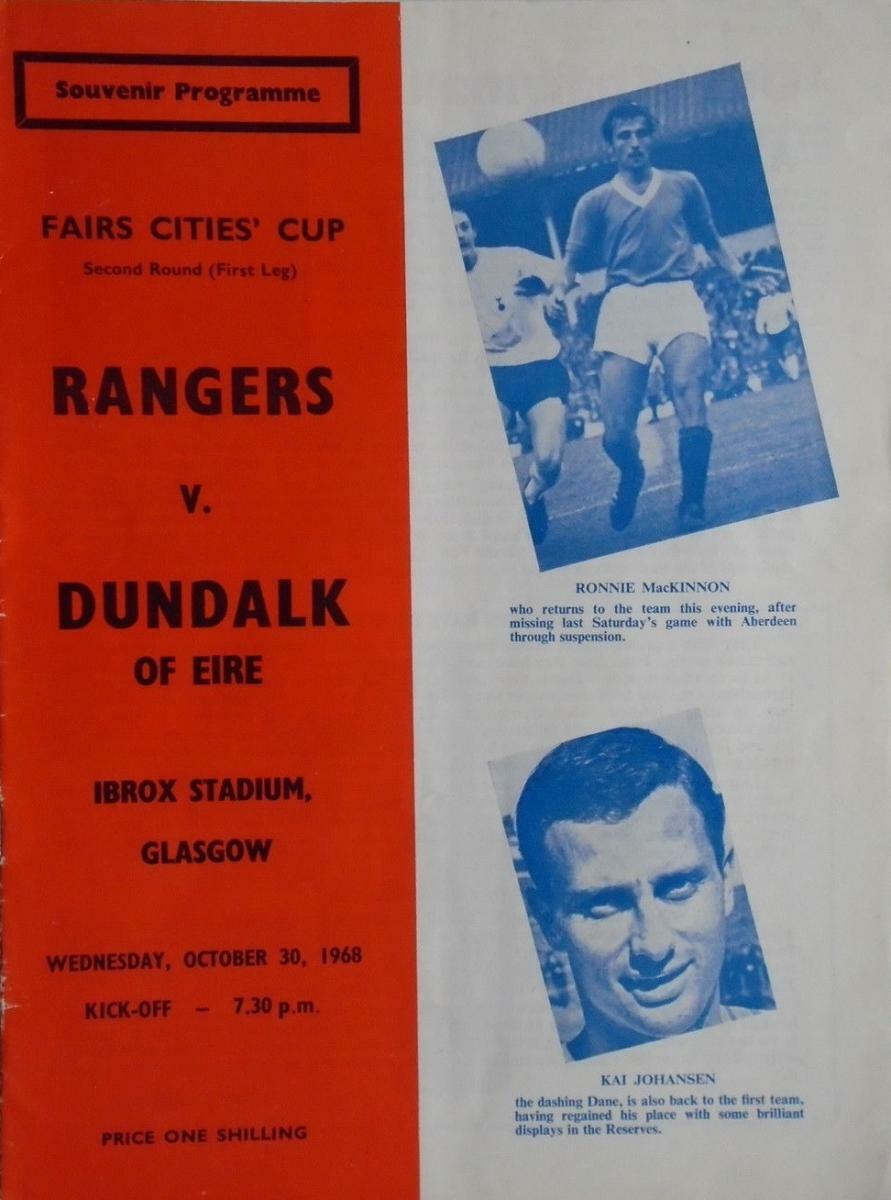 Souvenir Programme
FAIRS CITIES' CUP
Second Round (First Leg)
RANGERS
V.
DUNDALK
OF EIRE
IBROX STADIUM,
GLASGOW
WEDNESDAY, OCTOBER 30, 1968
KICK-OFF – 7.30 p.m.
PRICE ONE SHILLING
RONNIE MacKINNON
who returns to the team this evening, after
missing last Saturday's game with Aberdeen
through suspension.
KAI JOHANSEN
the dashing Dane, is also back to the first team,
having regained his place with some brilliant
displays in the Reserves.